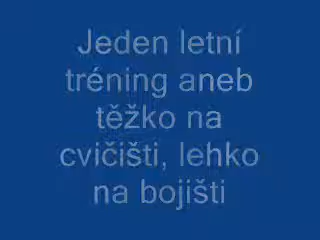 Jeden letní
tréning aneb
těžko na
cvičišti, lehko
na bojišti